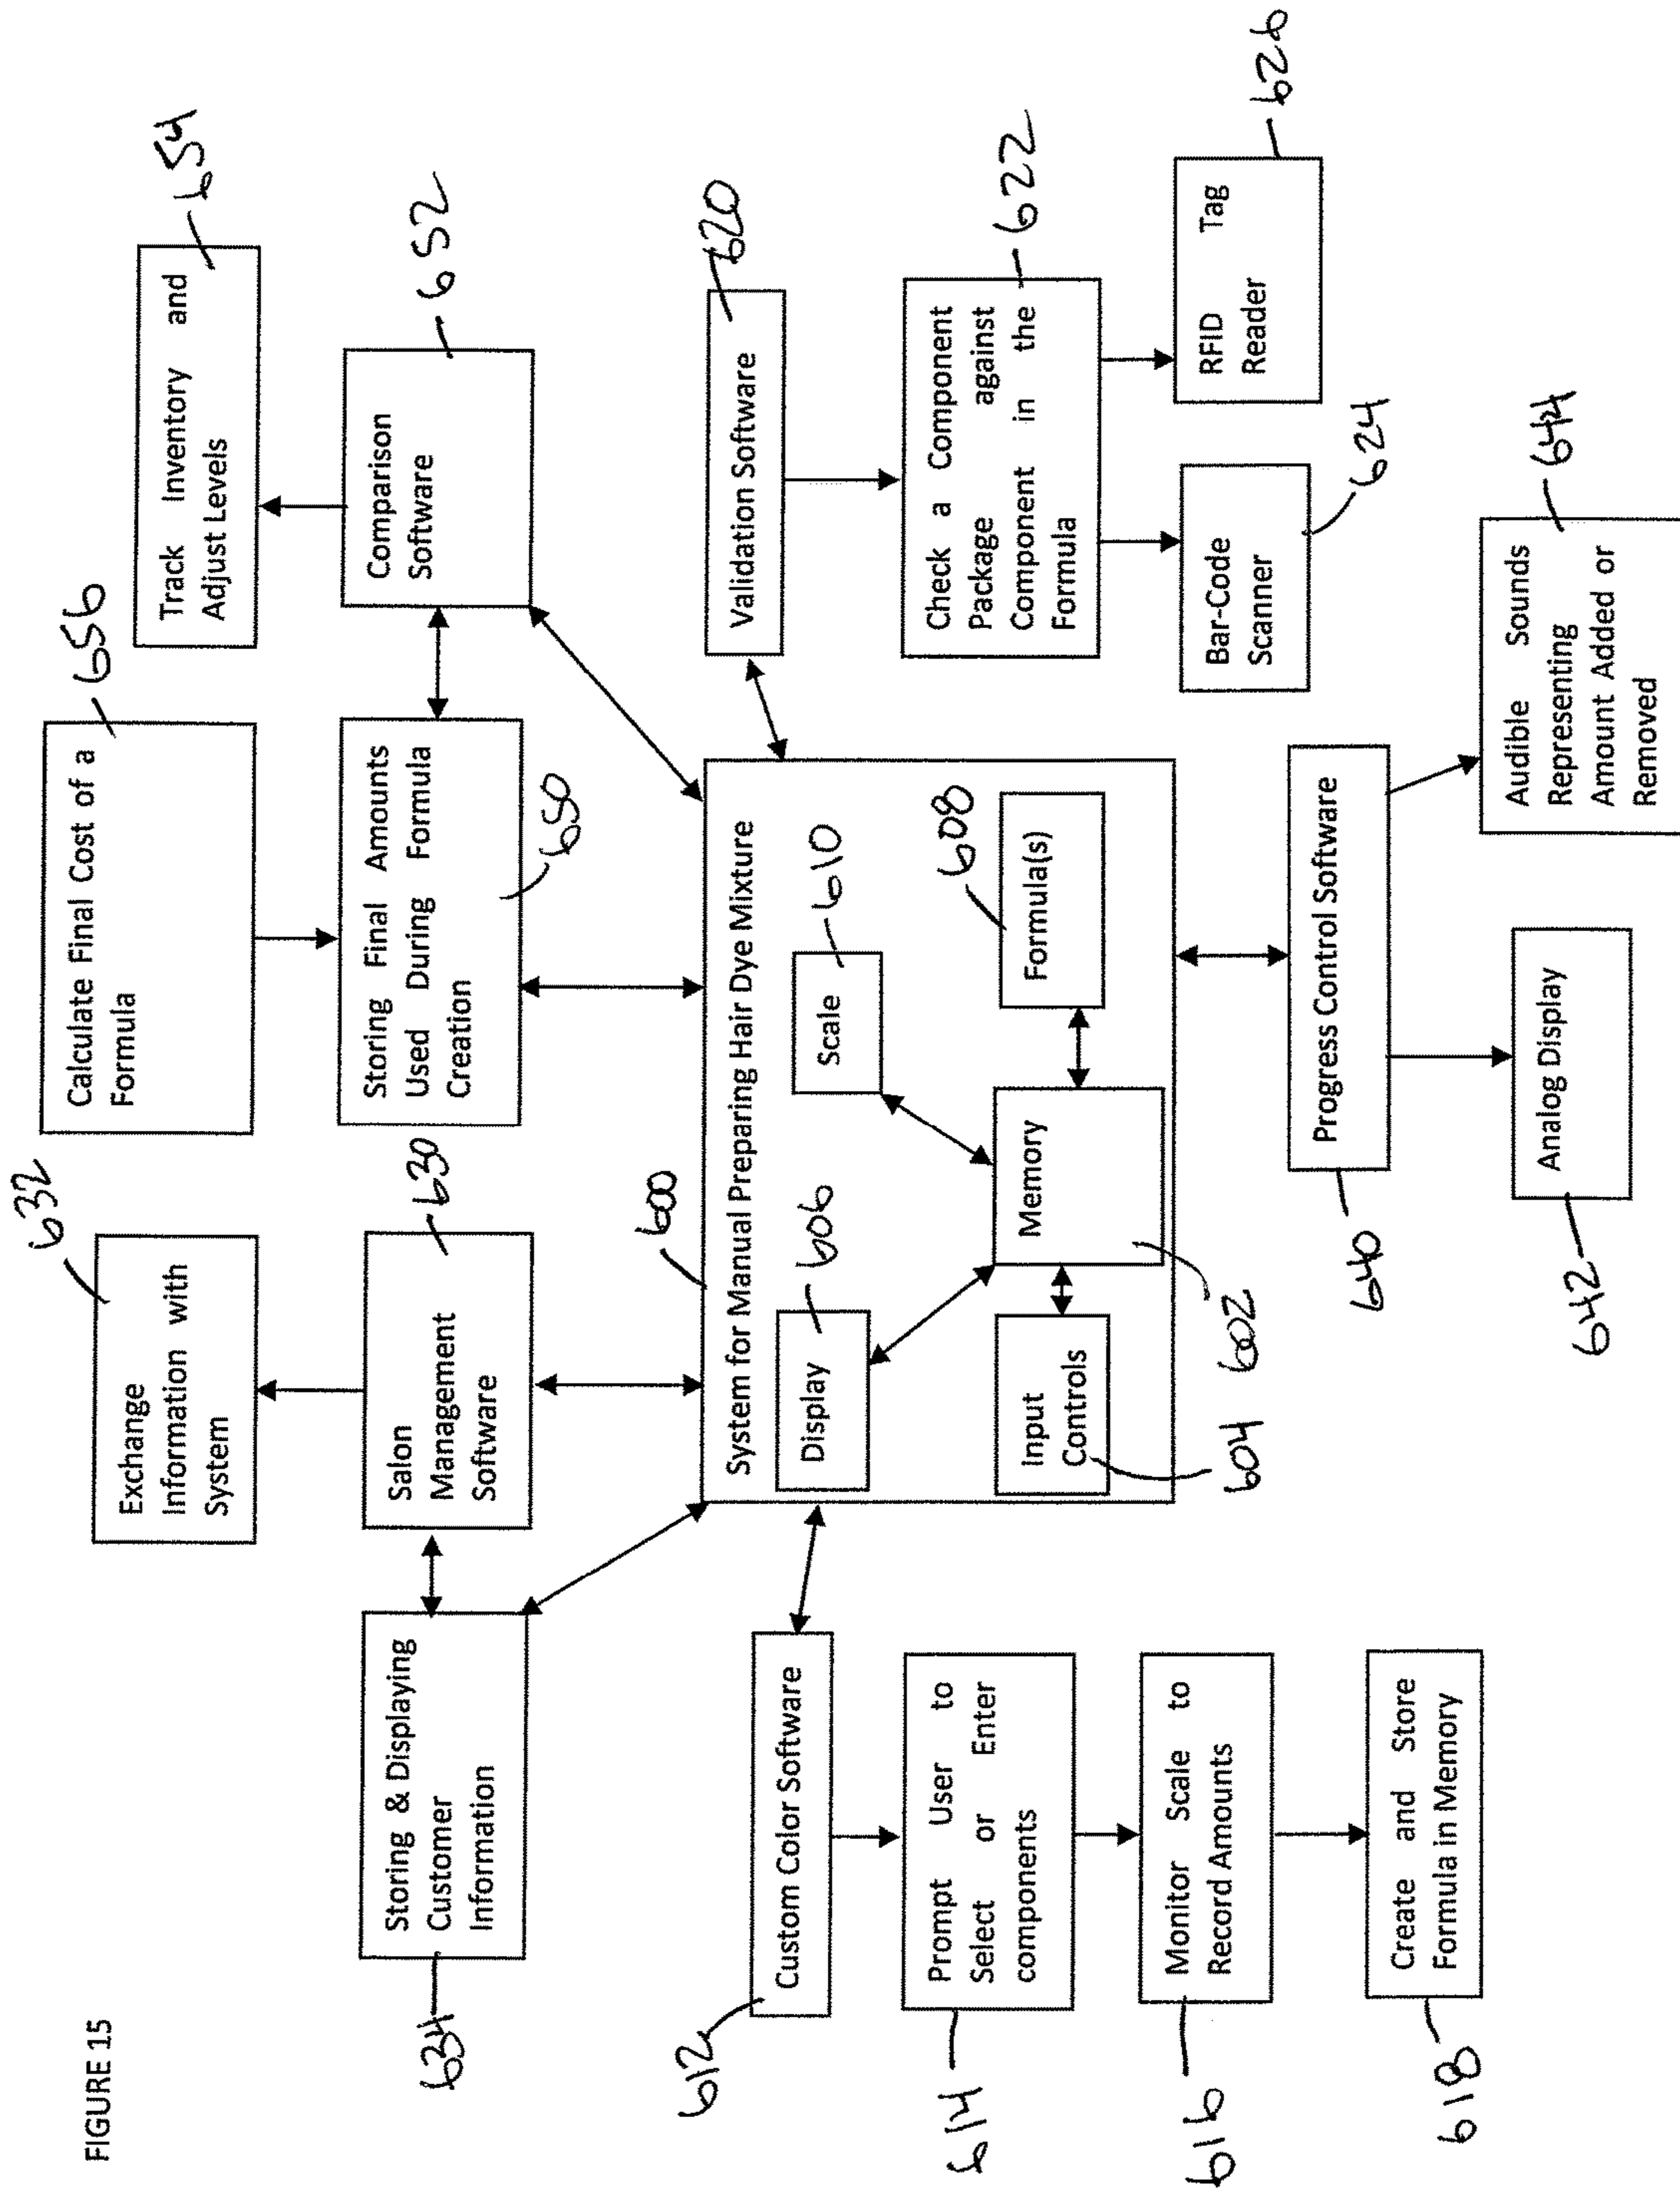 FIGURE 15
632
Exchange
Information with
System
656
Calculate Final Cost of a
Formula
654
Track Inventory and
Adjust Levels
634
Storing & Displaying
Customer
Information
630
Salon
Management
Software
650
Storing Final Amounts
Used During Formula
Creation
652
Comparison
Software
600
System for Manual Preparing Hair Dye Mixture
Display
606
Scale
610
Input
Controls
604
Memory
602
Formula(s)
608
612
Custom Color Software
614
Prompt User to
Select or Enter
components
616
Monitor Scale to
Record Amounts
618
Create and Store
Formula in Memory
620
Validation Software
622
Check a Component
Package against
Component in the
Formula
Bar-Code
Scanner
624
RFID Tag
Reader
626
640
Progress Control Software
642
Analog Display
644
Audible Sounds
Representing
Amount Added or
Removed